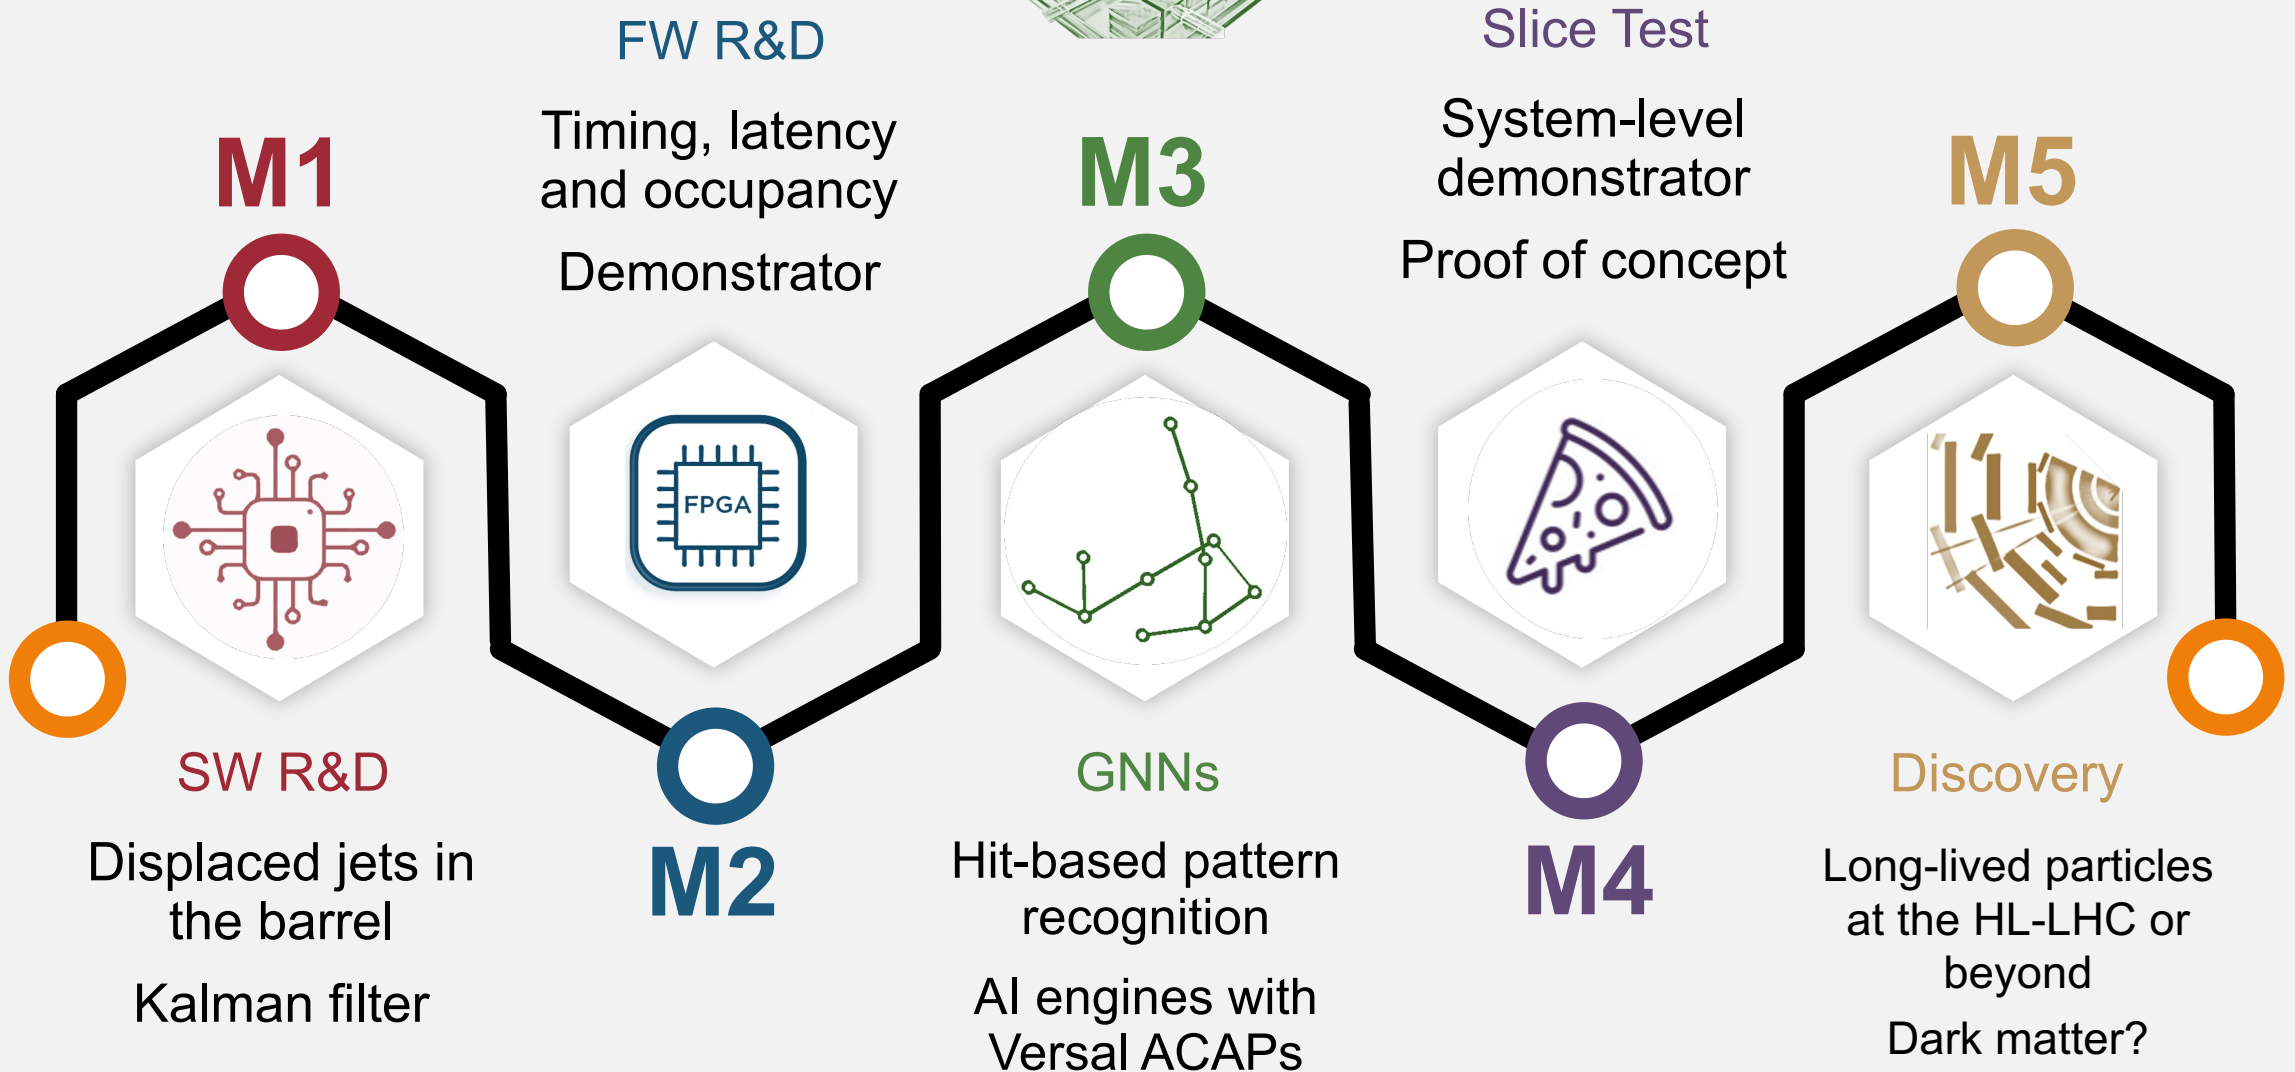 M1
SW R&D
Displaced jets in
the barrel
Kalman filter
FW R&D
Timing, latency
and occupancy
Demonstrator
FPGA
M2
M3
GNNs
Hit-based pattern
recognition
AI engines with
Versal ACAPs
Slice Test
System-level
demonstrator
Proof of concept
M4
M5
Discovery
Long-lived particles
at the HL-LHC or
beyond
Dark matter?